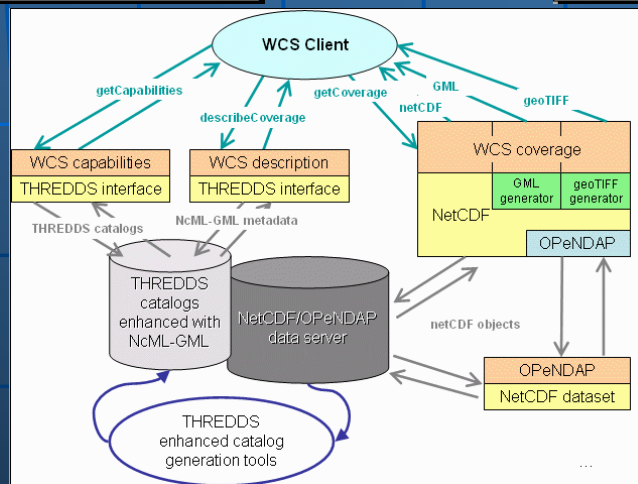 WCS Client
getCapabilities
describeCoverage
getCoverage
netCDF
GML
geoTIFF
WCS capabilities
THREDDS interface
WCS description
THREDDS interface
WCS coverage
NetCDF
GML
generator
geoTIFF
generator
OPeNDAP
THREDDS catalogs
NcML-GML metadata
THREDDS
catalogs
enhanced with
NcML-GML
NetCDF/OPeNDAP
data server
netCDF objects
OPeNDAP
NetCDF dataset
THREDDS
enhanced catalog
generation tools
...